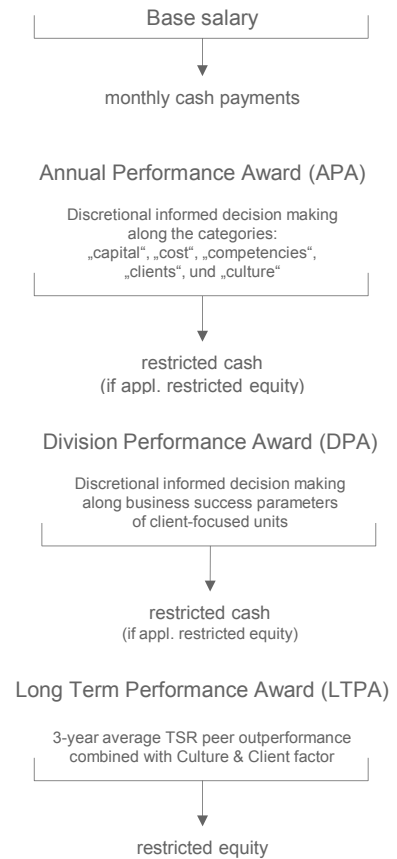 Base salary
monthly cash payments
Annual Performance Award (APA)
Discretional informed decision making
along the categories:
„capital“, „cost“, „competencies“,
„clients“, und „culture“
restricted cash
(if appl. restricted equity)
Division Performance Award (DPA)
Discretional informed decision making
along business success parameters
of client-focused units
restricted cash
(if appl. restricted equity)
Long Term Performance Award (LTPA)
3-year average TSR peer outperformance
combined with Culture & Client factor
restricted equity